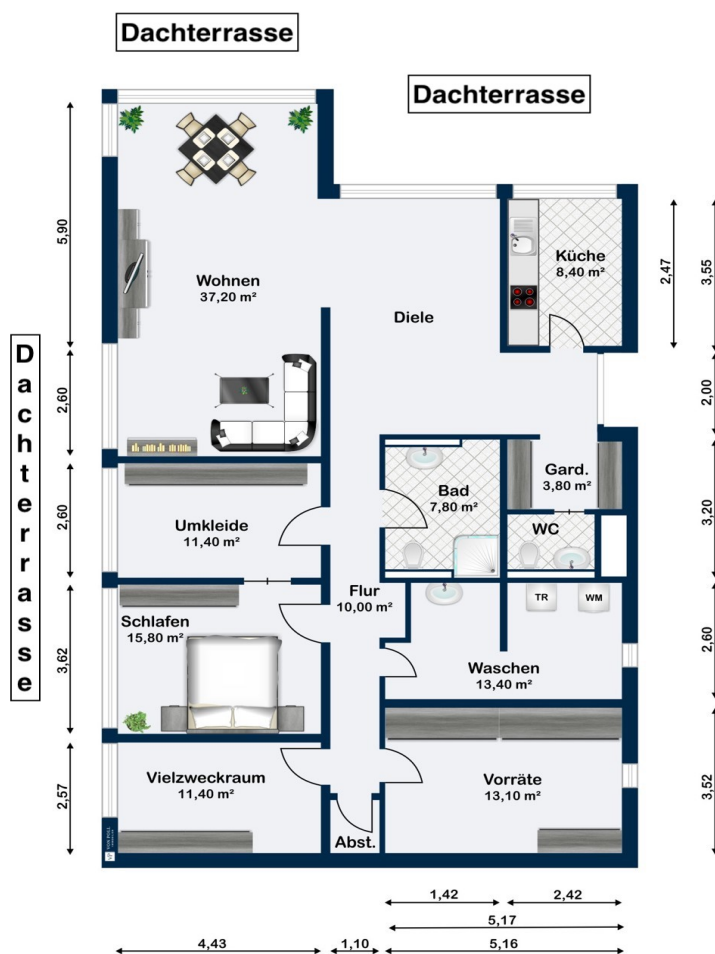 Dachterrasse
Dachterrasse
Dachterrasse
5,90
2,60
2,60
3,62
2,57
Wohnen
37,20 m²
Diele
Küche
8,40 m²
2,47
3,55
2,00
3,20
2,60
3,52
Umkleide
11,40 m²
Bad
7,80 m²
Gard.
3,80 m²
WC
Schlafen
15,80 m²
Flur
10,00 m²
TR
WM
Waschen
13,40 m²
Vielzweckraum
11,40 m²
Abst.
Vorräte
13,10 m²
VON POLL
1,42
2,42
5,17
4,43
1,10
5,16